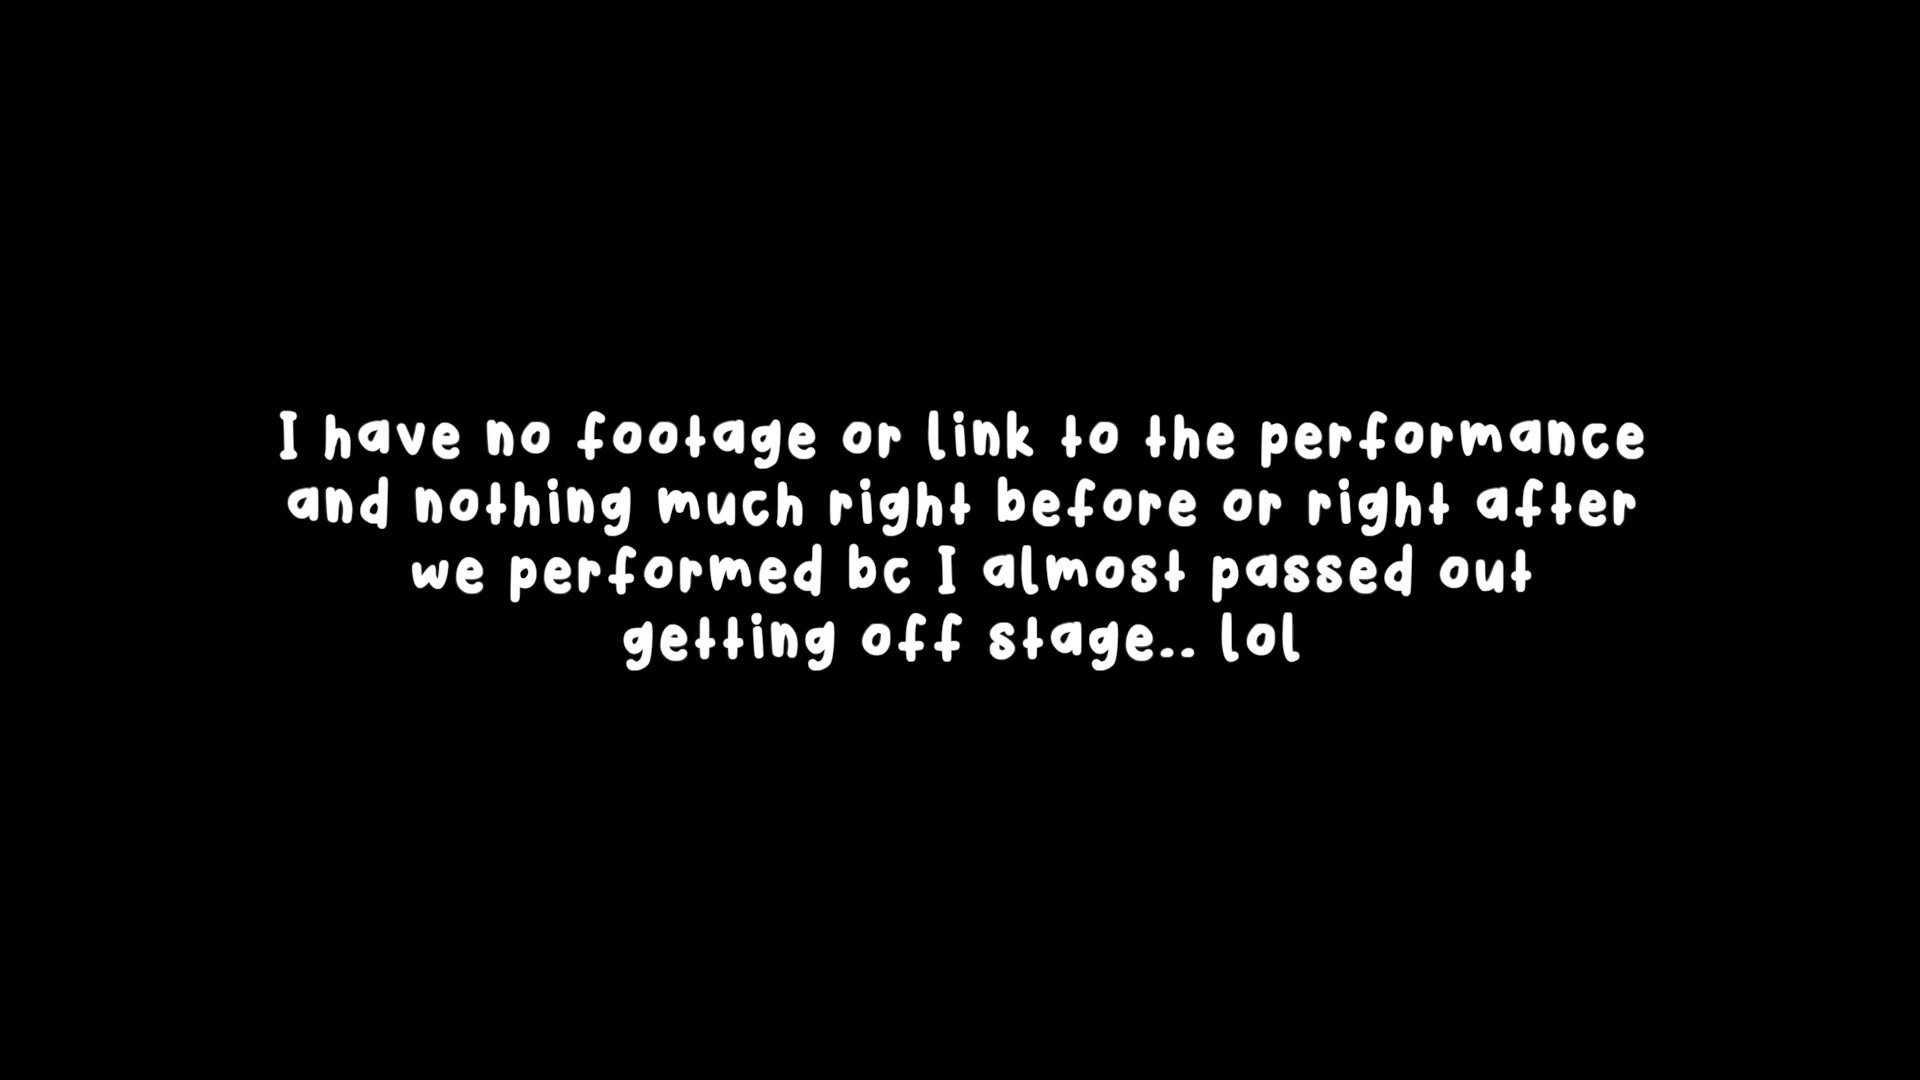 I have no footage or link to the performance
and nothing much right before or right after
we performed bc I almost passed out
getting off stage.. lol